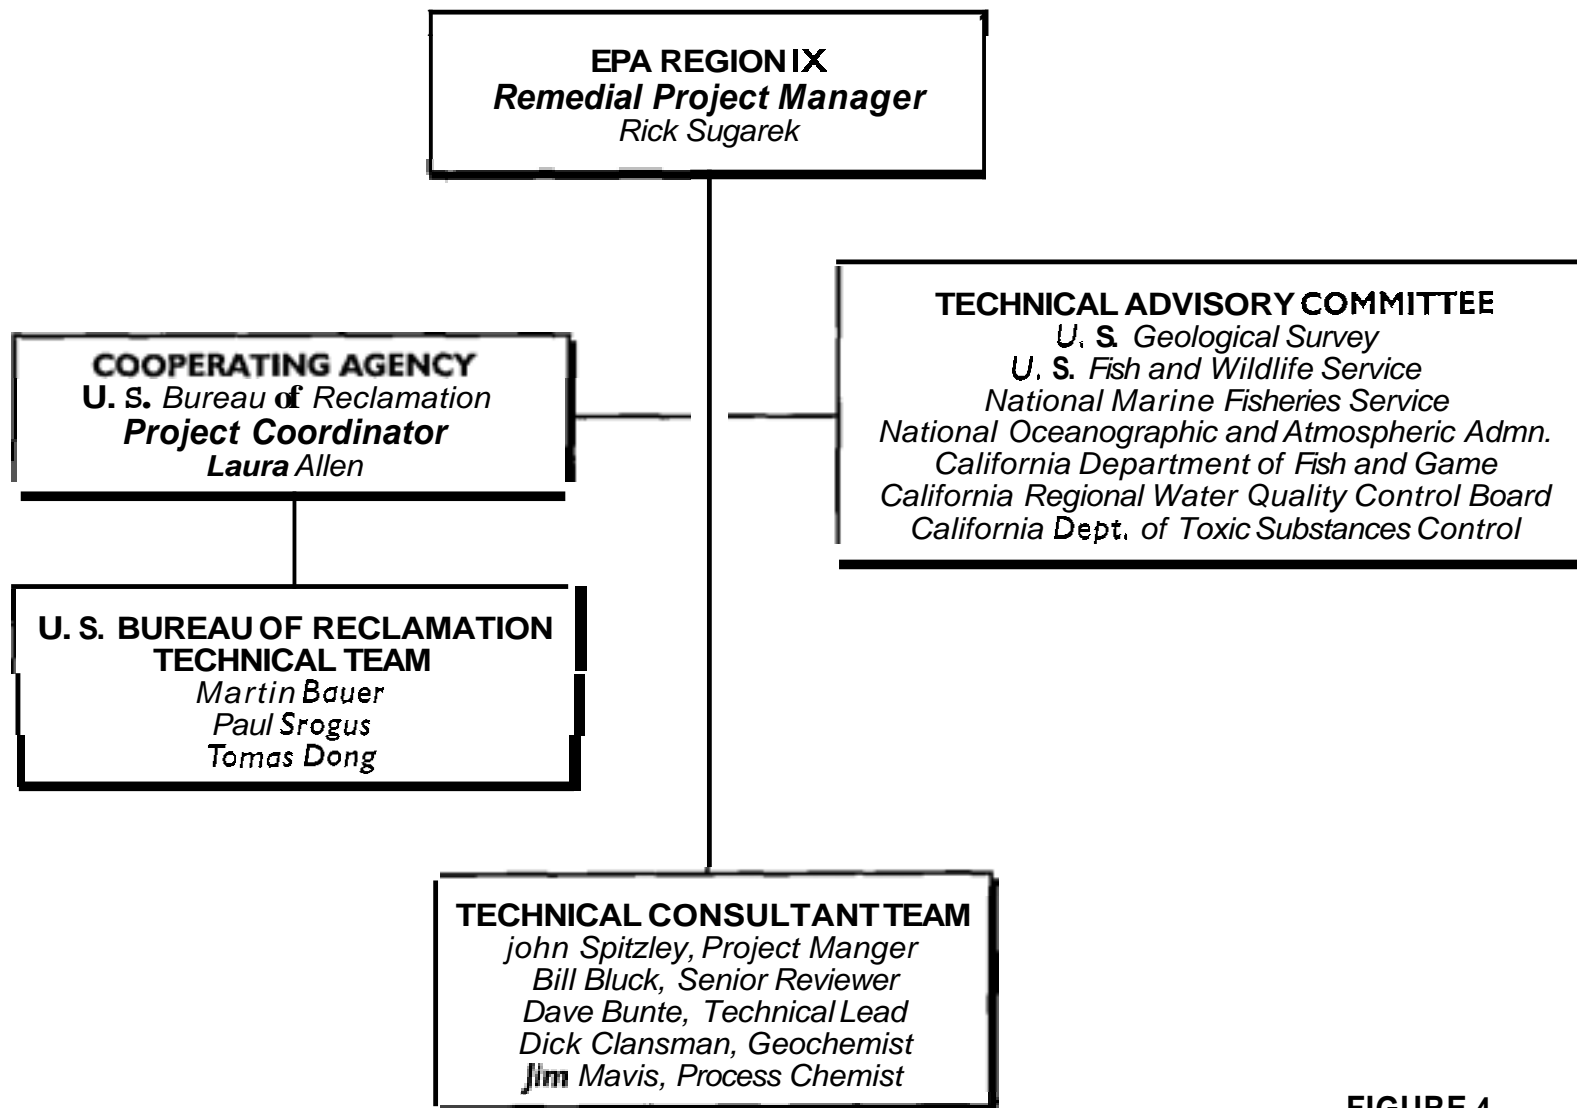 EPA REGION IX
Remedial Project Manager
Rick Sugarek
TECHNICAL ADVISORY COMMITTEE
U. S. Geological Survey
U. S. Fish and Wildlife Service
National Marine Fisheries Service
National Oceanographic and Atmospheric Admn.
California Department of Fish and Game
California Regional Water Quality Control Board
California Dept. of Toxic Substances Control
COOPERATING AGENCY
U. S. Bureau of Reclamation
Project Coordinator
Laura Allen
U. S. BUREAU OF RECLAMATION
TECHNICAL TEAM
Martin Bauer
Paul Srogus
Tomas Dong
TECHNICAL CONSULTANT TEAM
john Spitzley, Project Manger
Bill Bluck, Senior Reviewer
Dave Bunte, Technical Lead
Dick Clansman, Geochemist
Jim Mavis, Process Chemist
FIGURE 4